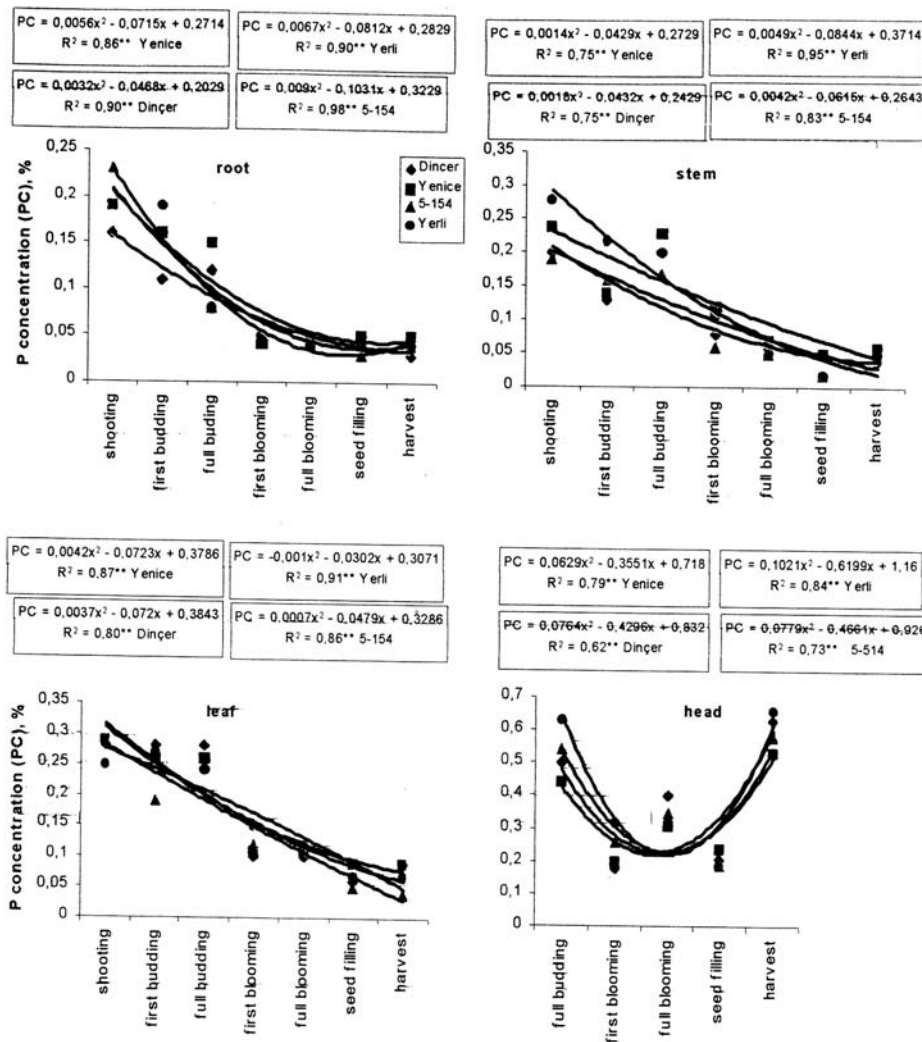 PC = 0,0056x² - 0,0715x + 0,2714
R² = 0,86** Yenice
PC = 0,0067x² - 0,0812x + 0,2829
R² = 0,90** Yerli
PC = 0,0032x² - 0,0468x + 0,2029
R² = 0,90** Dinçer
PC = 0,009x² - 0,1031x + 0,3229
R² = 0,98** 5-154
PC = 0,0014x² - 0,0429x + 0,2729
R² = 0,75** Yenice
PC = 0,0049x² - 0,0844x + 0,3714
R² = 0,95** Yerli
PC = 0,0018x² - 0,0432x + 0,2429
R² = 0,75** Dinçer
PC = 0,0042x² - 0,0615x + 0,2643
R² = 0,83** 5-154
root
P concentration (PC), %
0,25
0,2
0,15
0,1
0,05
0
shooting
first budding
full buding
first blooming
full blooming
seed filling
harvest
Dincer
Yenice
5-154
Yerli
stem
0,35
0,3
0,25
0,2
0,15
0,1
0,05
0
shooting
first budding
full budding
first blooming
full blooming
seed filling
harvest
PC = 0,0042x² - 0,0723x + 0,3786
R² = 0,87** Yenice
PC = -0,001x² - 0,0302x + 0,3071
R² = 0,91** Yerli
PC = 0,0037x² - 0,072x + 0,3843
R² = 0,80** Dinçer
PC = 0,0007x² - 0,0479x + 0,3286
R² = 0,86** 5-154
PC = 0,0629x² - 0,3551x + 0,718
R² = 0,79** Yenice
PC = 0,1021x² - 0,6199x + 1,16
R² = 0,84** Yerli
PC = 0,0764x² - 0,4296x + 0,832
R² = 0,62** Dinçer
PC = 0,0779x² - 0,4661x + 0,926
R² = 0,73** 5-514
leaf
P concentration (PC), %
0,35
0,3
0,25
0,2
0,15
0,1
0,05
0
shooting
first budding
full budding
first blooming
full blooming
seed filling
harvest
head
0,7
0,6
0,5
0,4
0,3
0,2
0,1
0
full budding
first blooming
full blooming
seep filling
harvest